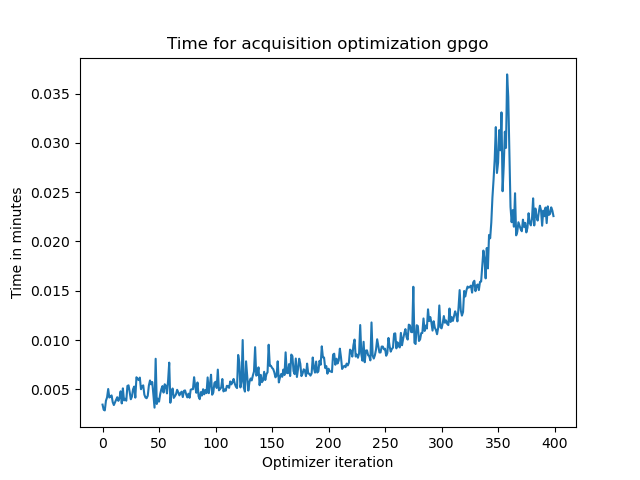 Time for acquisition optimization gpgo
0.035
0.030
0.025
0.020
0.015
0.010
0.005
Time in minutes
0 50 100 150 200 250 300 350 400
Optimizer iteration